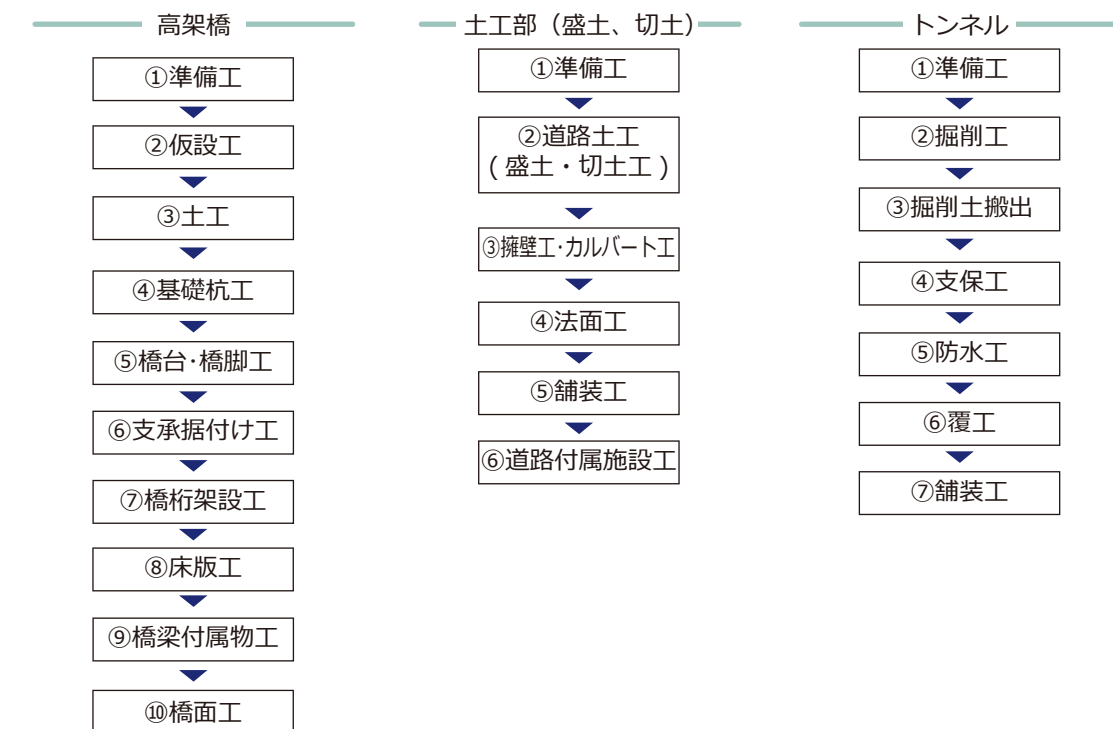 高架橋
①準備工
②仮設工
③土工
④基礎杭工
⑤橋台･橋脚工
⑥支承据付け工
⑦橋桁架設工
⑧床版工
⑨橋梁付属物工
⑩橋面工
土工部（盛土、切土）
①準備工
②道路土工
( 盛土・切土工 )
③擁壁工･カルバート工
④法面工
⑤舗装工
⑥道路付属施設工
トンネル
①準備工
②掘削工
③掘削土搬出
④支保工
⑤防水工
⑥覆工
⑦舗装工